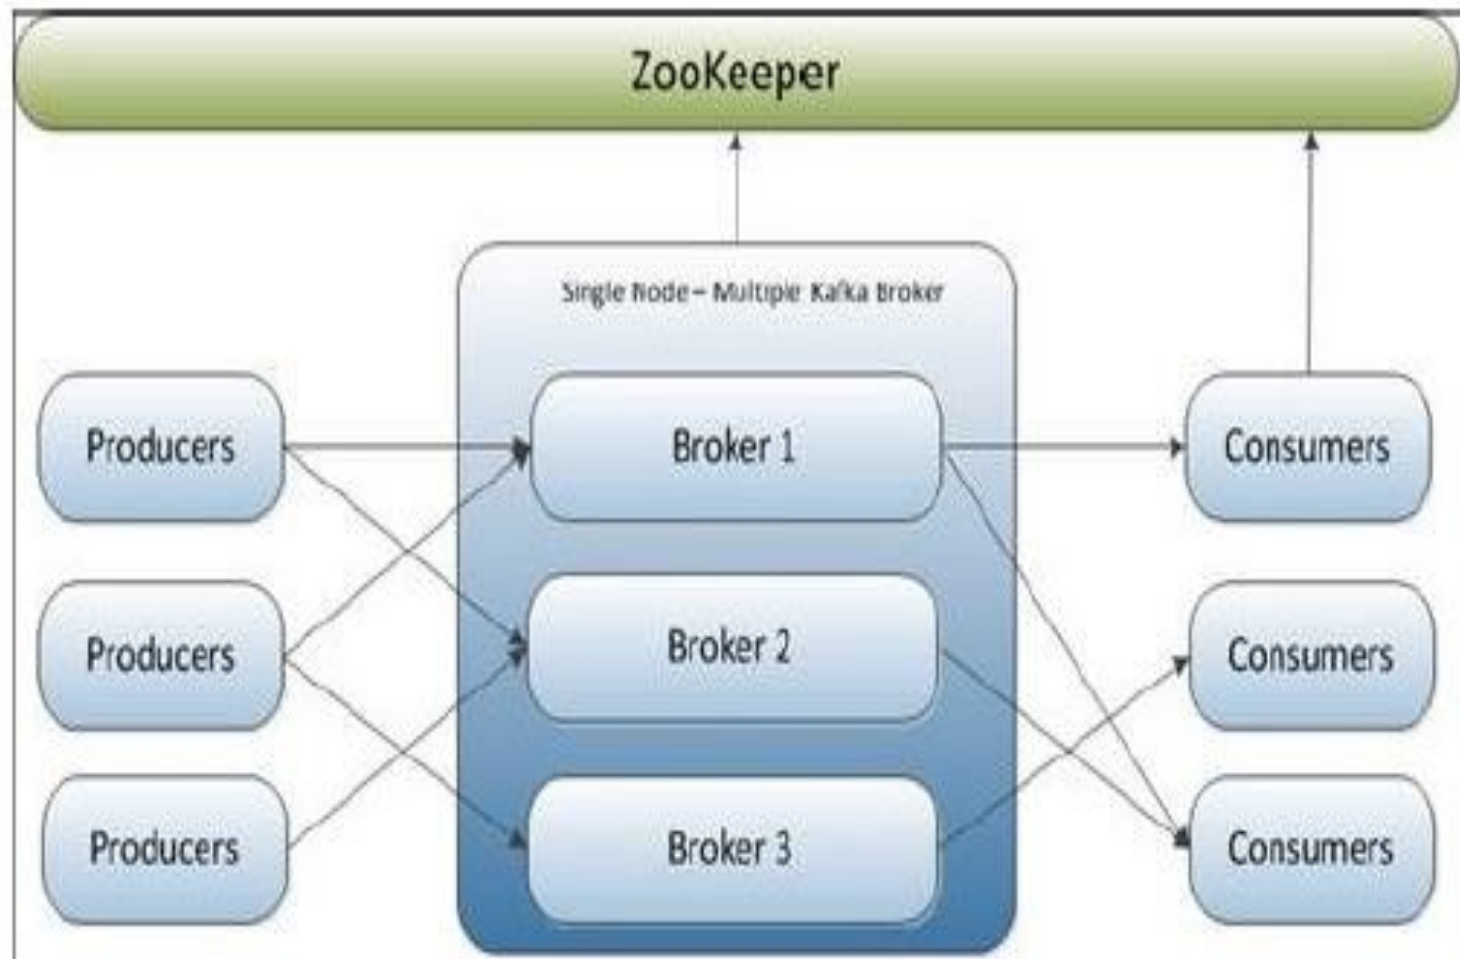 ZooKeeper
Single Node – Multiple Kafka Broker
Producers
Broker 1
Consumers
Producers
Broker 2
Consumers
Producers
Broker 3
Consumers